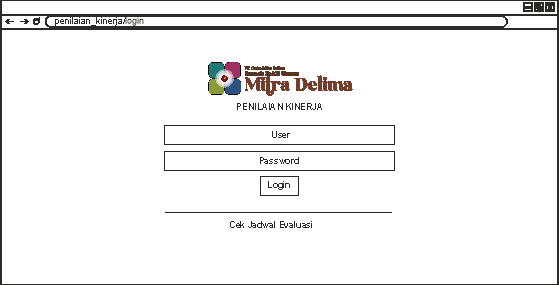 penilaian_kinerja/login
Mitra Delima
PENILAIAN KINERJA
User
Password
Login
Cek Jadwal Evaluasi